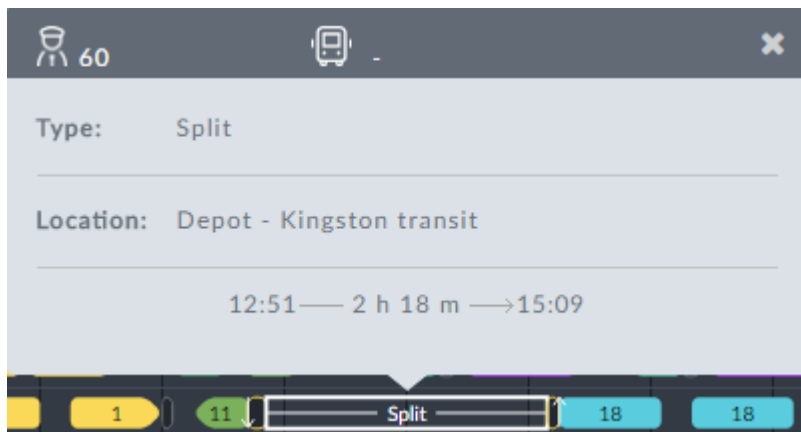 60 -
Type: Split
Location: Depot - Kingston transit
12:51 2 h 18 m 15:09
1 11 Split 18 18